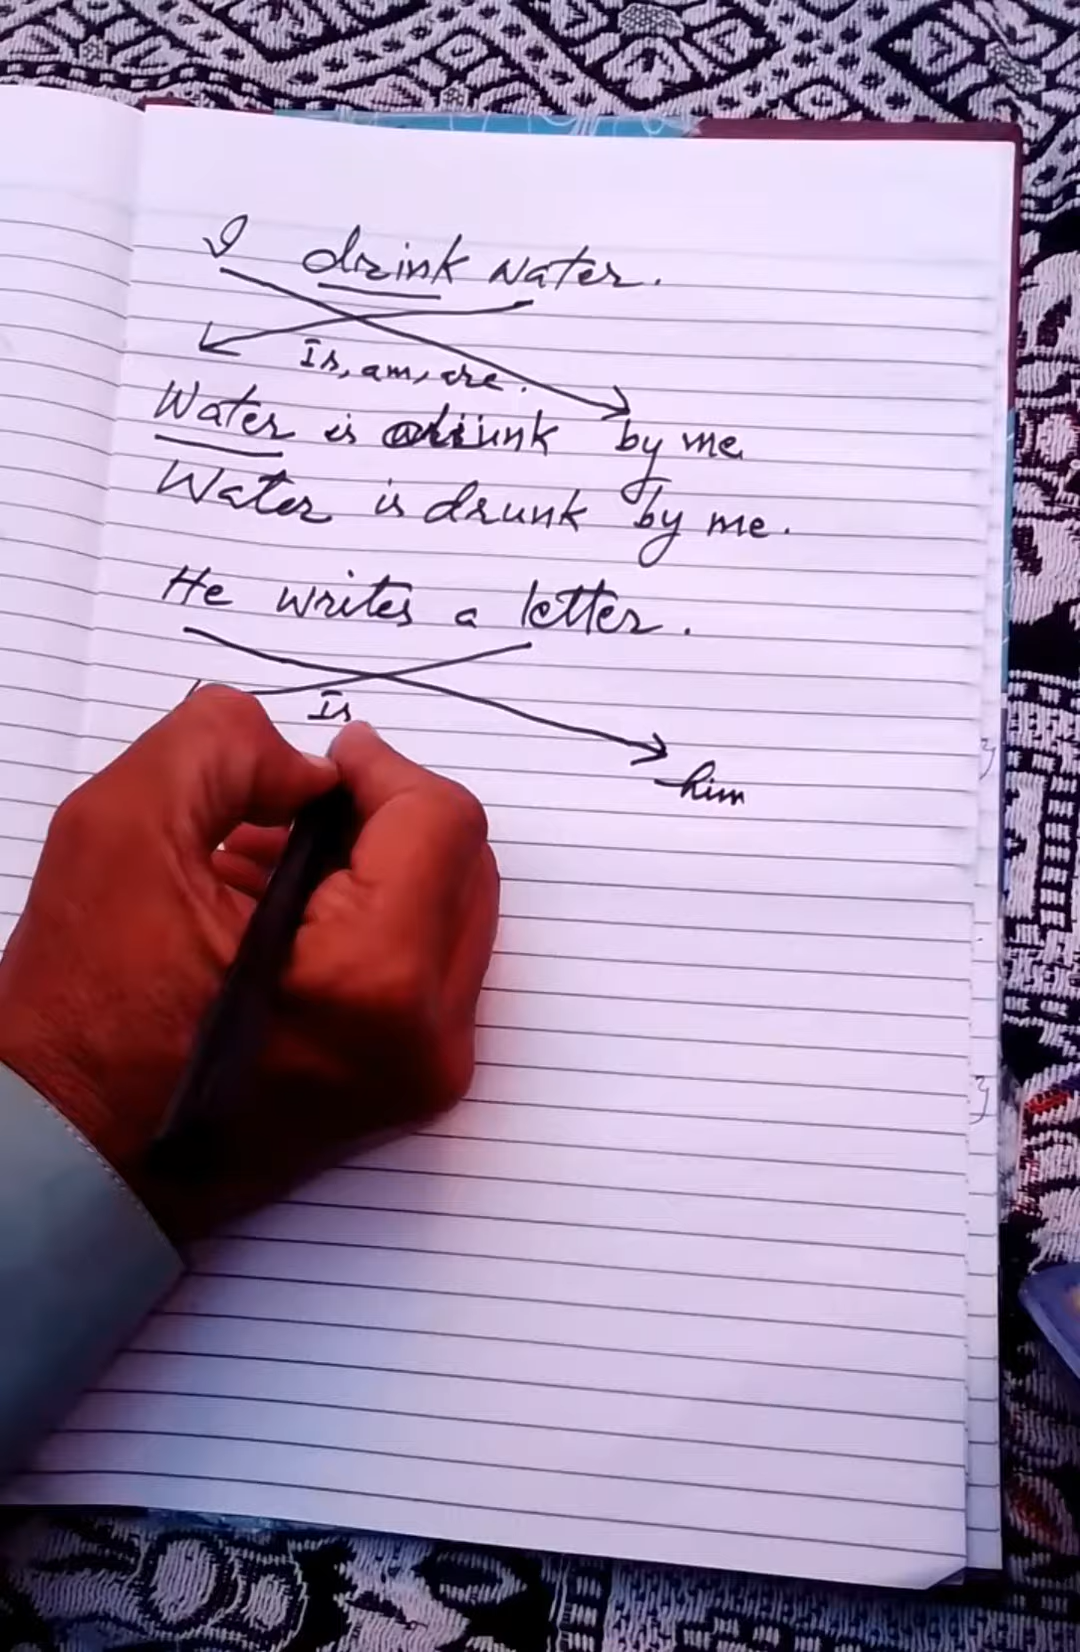 I drink water.
Is, am, are.
Water is drunk by me
Water is drunk by me.
He writes a letter.
Is
him